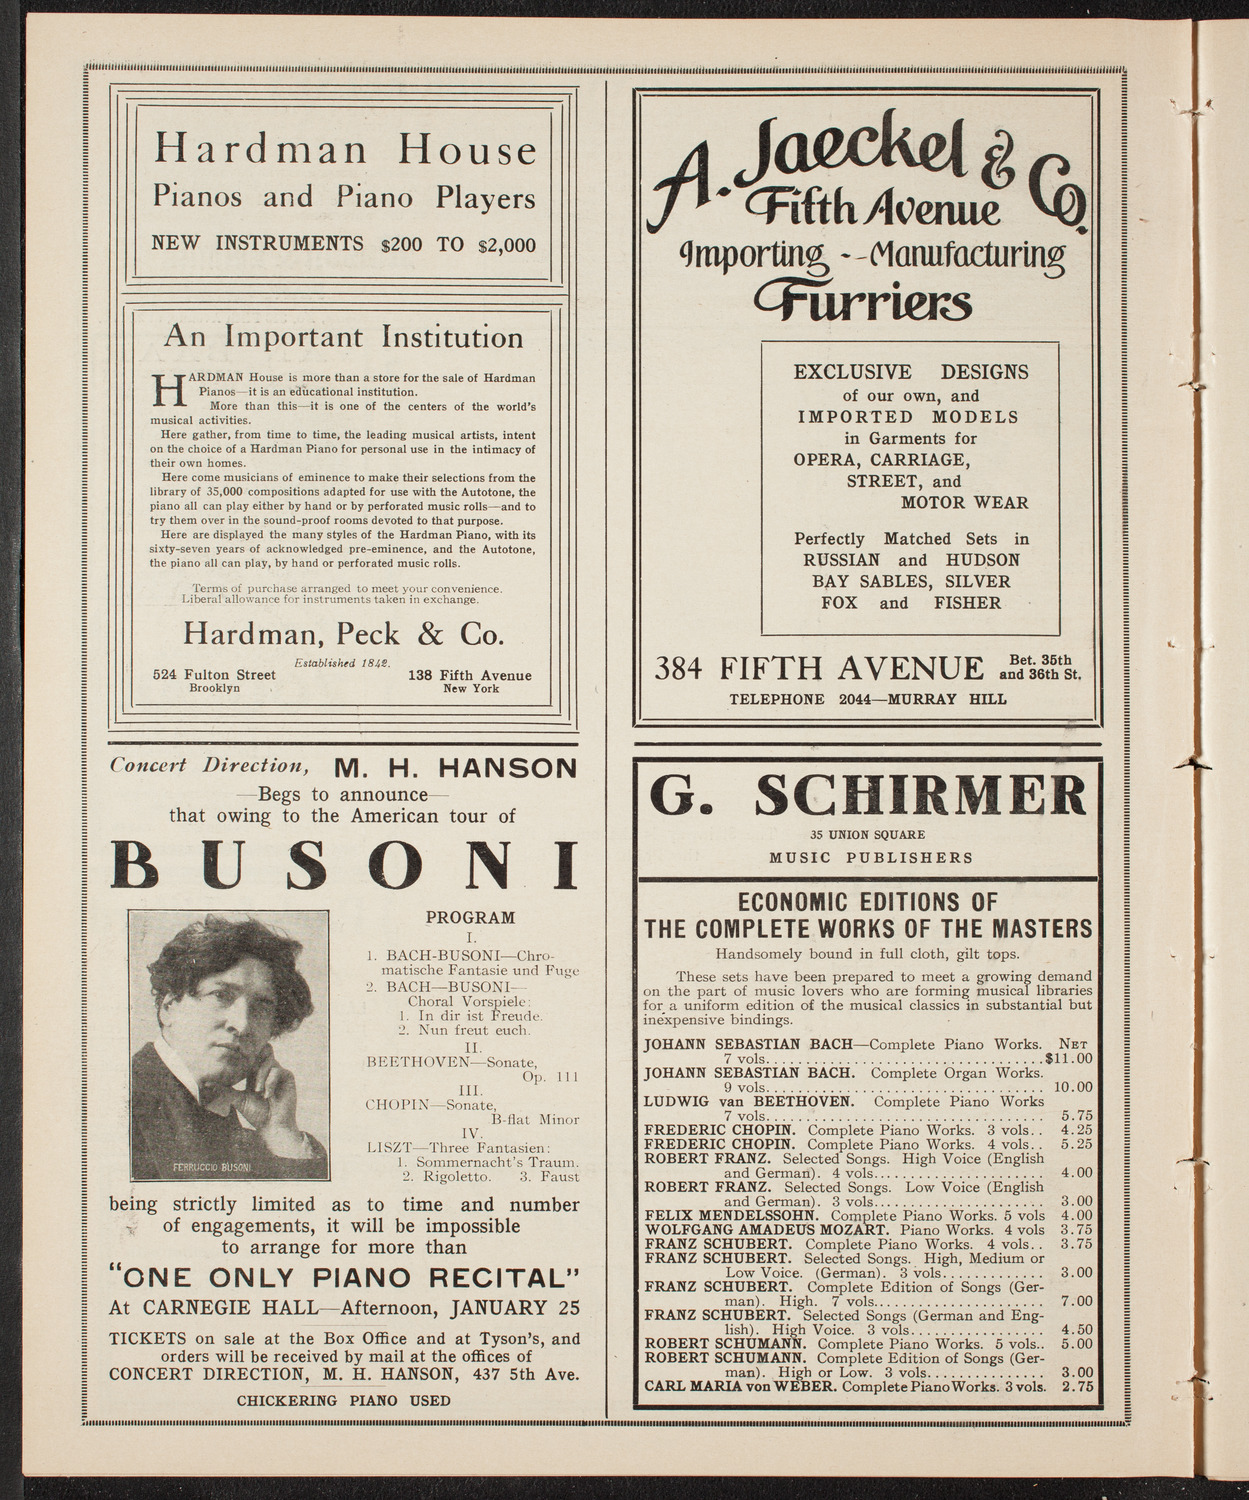 Hardman House
Pianos and Piano Players
NEW INSTRUMENTS $200 TO $2,000
An Important Institution
HARDMAN House is more than a store for the sale of Hardman
Pianos—it is an educational institution.
More than this—it is one of the centers of the world's
musical activities.
Here gather, from time to time, the leading musical artists, intent
on the choice of a Hardman Piano for personal use in the intimacy of
their own homes.
Here come musicians of eminence to make their selections from the
library of 35,000 compositions adapted for use with the Autotone, the
piano all can play either by hand or by perforated music rolls—and to
try them over in the sound-proof rooms devoted to that purpose.
Here are displayed the many styles of the Hardman Piano, with its
sixty-seven years of acknowledged pre-eminence, and the Autotone,
the piano all can play, by hand or perforated music rolls.
Terms of purchase arranged to meet your convenience.
Liberal allowance for instruments taken in exchange.
Hardman, Peck & Co.
Established 1842.
524 Fulton Street 138 Fifth Avenue
Brooklyn New York
Concert Direction, M. H. HANSON
—Begs to announce—
that owing to the American tour of
BUSONI
FERRUCCIO BUSONI
PROGRAM
I.
1. BACH-BUSONI—Chro-
matische Fantasie und Fuge
2. BACH—BUSONI—
Choral Vorspiele:
1. In dir ist Freude.
2. Nun freut euch.
II.
BEETHOVEN—Sonate,
Op. 111
III.
CHOPIN—Sonate,
B-flat Minor
IV.
LISZT—Three Fantasien:
1. Sommernacht's Traum.
2. Rigoletto. 3. Faust
being strictly limited as to time and number
of engagements, it will be impossible
to arrange for more than
"ONE ONLY PIANO RECITAL"
At CARNEGIE HALL—Afternoon, JANUARY 25
TICKETS on sale at the Box Office and at Tyson's, and
orders will be received by mail at the offices of
CONCERT DIRECTION, M. H. HANSON, 437 5th Ave.
CHICKERING PIANO USED
A. Jaeckel & Co.
Fifth Avenue
Importing -- Manufacturing
Furriers
EXCLUSIVE DESIGNS
of our own, and
IMPORTED MODELS
in Garments for
OPERA, CARRIAGE,
STREET, and
MOTOR WEAR
Perfectly Matched Sets in
RUSSIAN and HUDSON
BAY SABLES, SILVER
FOX and FISHER
384 FIFTH AVENUE Bet. 35th
and 36th St.
TELEPHONE 2044—MURRAY HILL
G. SCHIRMER
35 UNION SQUARE
MUSIC PUBLISHERS
ECONOMIC EDITIONS OF
THE COMPLETE WORKS OF THE MASTERS
Handsomely bound in full cloth, gilt tops.
These sets have been prepared to meet a growing demand
on the part of music lovers who are forming musical libraries
for a uniform edition of the musical classics in substantial but
inexpensive bindings.
JOHANN SEBASTIAN BACH—Complete Piano Works. NET
7 vols. $11.00
JOHANN SEBASTIAN BACH. Complete Organ Works.
9 vols. 10.00
LUDWIG van BEETHOVEN. Complete Piano Works
7 vols. 5.75
FREDERIC CHOPIN. Complete Piano Works. 3 vols.. 4.25
FREDERIC CHOPIN. Complete Piano Works. 4 vols.. 5.25
ROBERT FRANZ. Selected Songs. High Voice (English
and German). 4 vols. 4.00
ROBERT FRANZ. Selected Songs. Low Voice (English
and German). 3 vols. 3.00
FELIX MENDELSSOHN. Complete Piano Works. 5 vols 4.00
WOLFGANG AMADEUS MOZART. Piano Works. 4 vols 3.75
FRANZ SCHUBERT. Complete Piano Works. 4 vols.. 3.75
FRANZ SCHUBERT. Selected Songs. High, Medium or
Low Voice. (German). 3 vols. 3.00
FRANZ SCHUBERT. Complete Edition of Songs (Ger-
man). High. 7 vols. 7.00
FRANZ SCHUBERT. Selected Songs (German and Eng-
lish). High Voice. 3 vols. 4.50
ROBERT SCHUMANN. Complete Piano Works. 5 vols.. 5.00
ROBERT SCHUMANN. Complete Edition of Songs (Ger-
man). High or Low. 3 vols. 3.00
CARL MARIA von WEBER. Complete Piano Works. 3 vols. 2.75